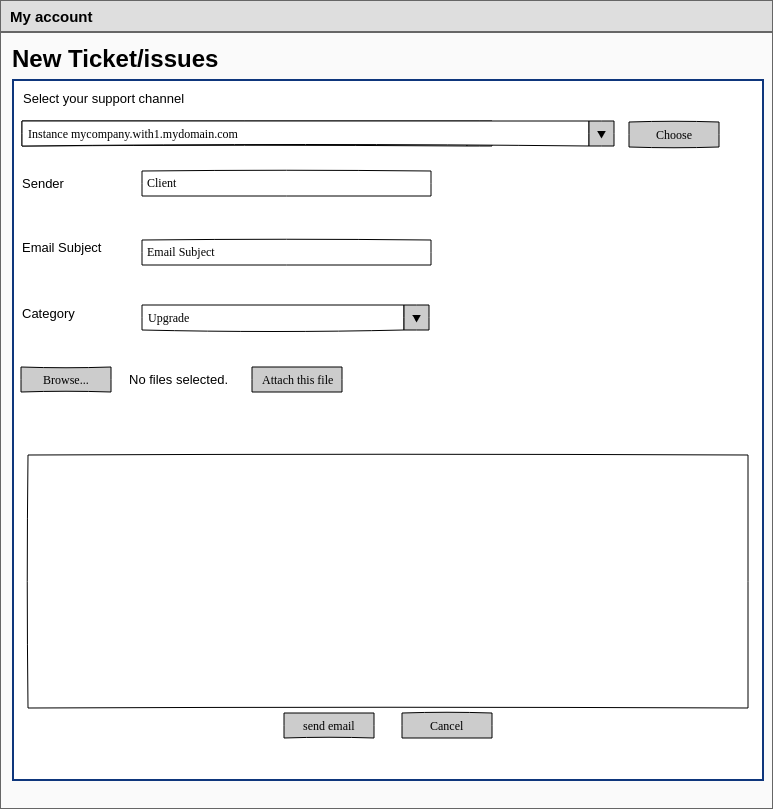 My account
New Ticket/issues
Select your support channel
Instance mycompany.with1.mydomain.com
Choose
Sender
Client
Email Subject
Email Subject
Category
Upgrade
Browse...
No files selected.
Attach this file
send email
Cancel